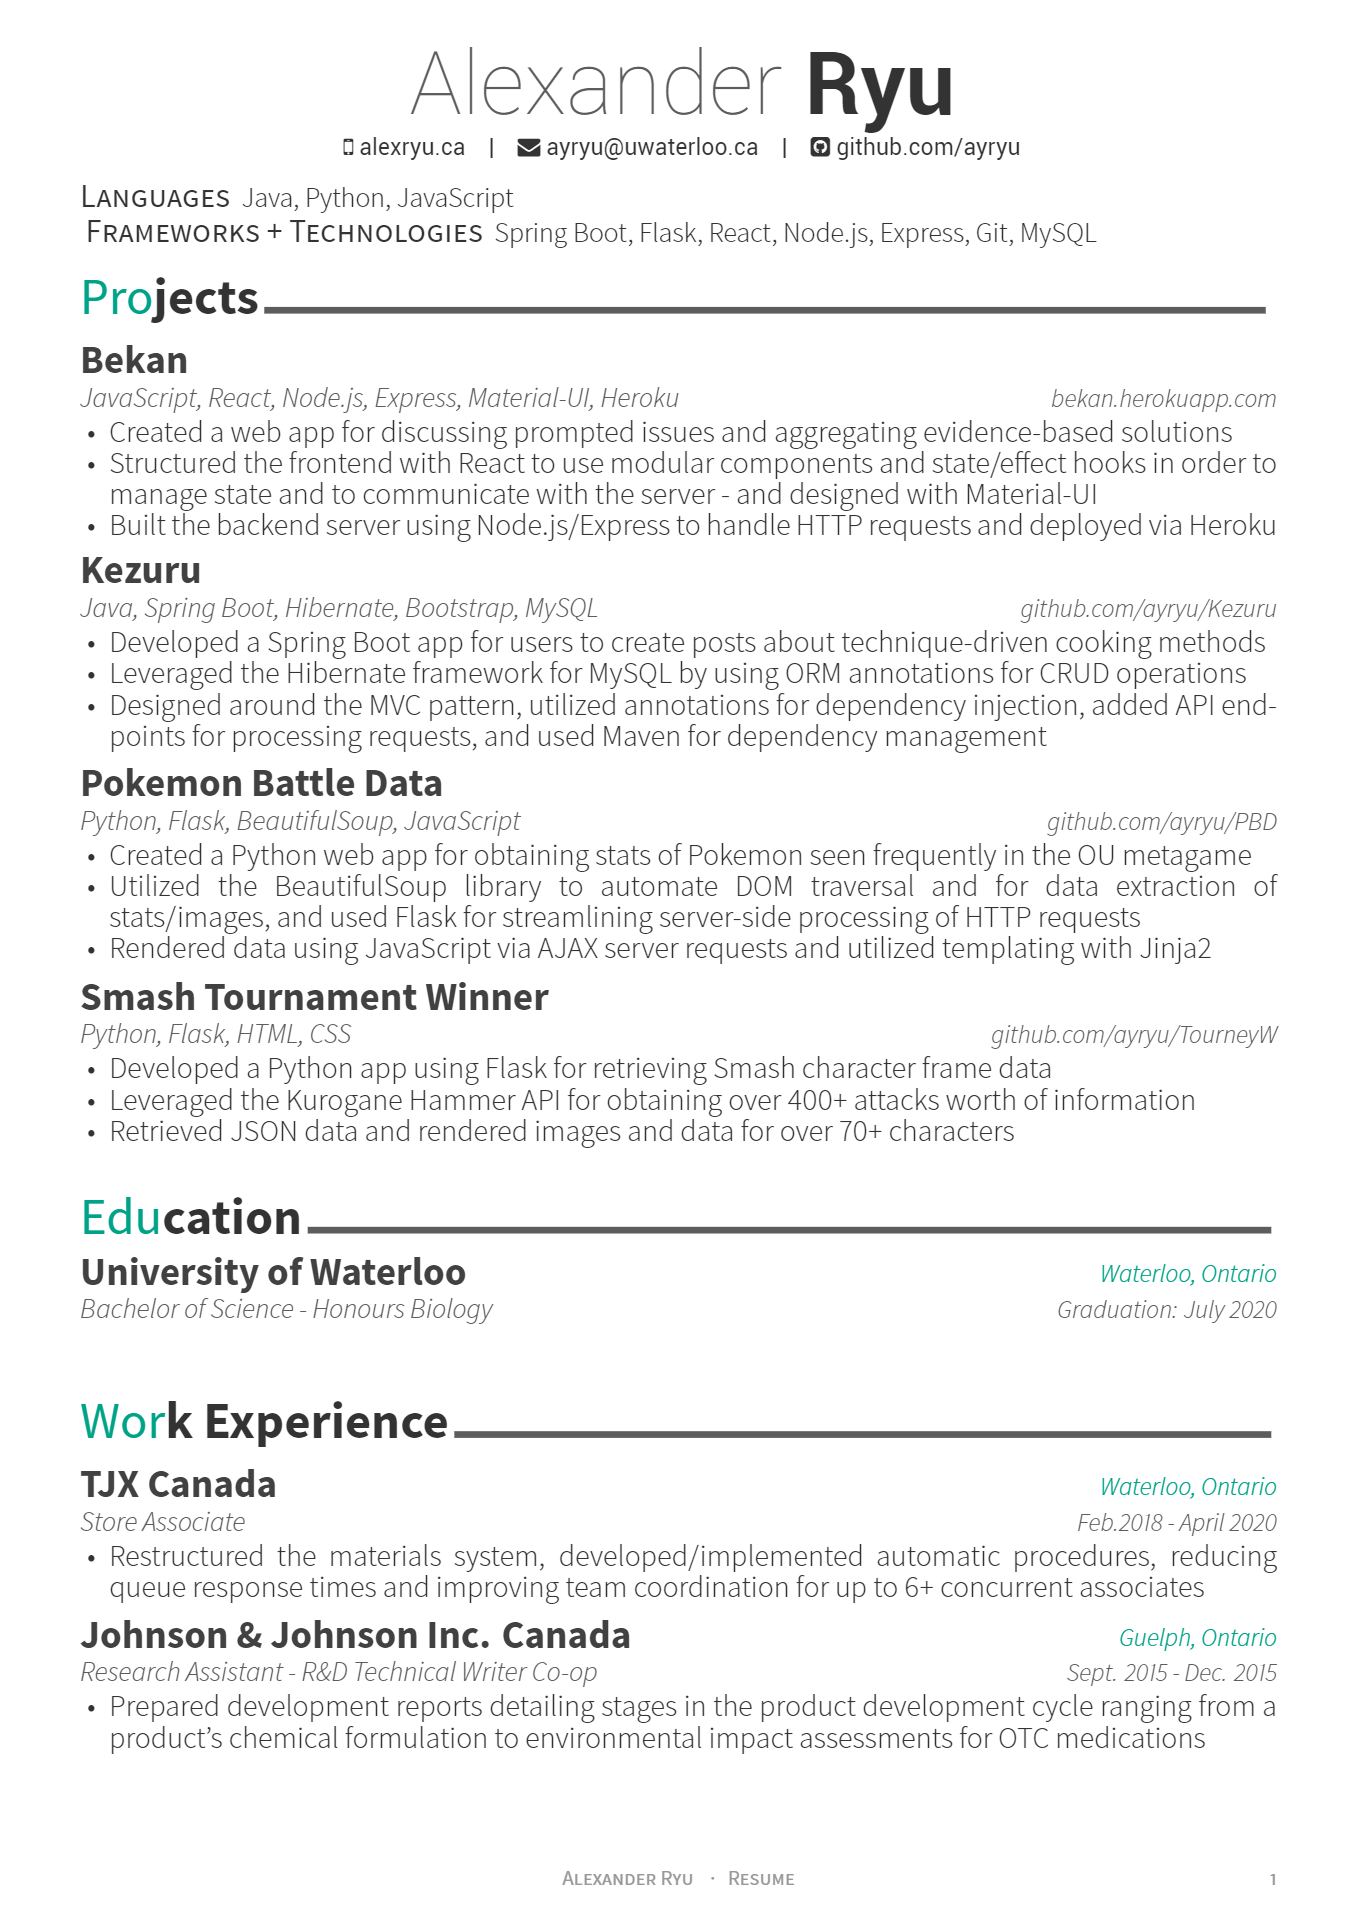 Alexander Ryu
alexryu.ca | ayryu@uwaterloo.ca | github.com/ayryu
Languages Java, Python, JavaScript
Frameworks + Technologies Spring Boot, Flask, React, Node.js, Express, Git, MySQL
Projects
Bekan
JavaScript, React, Node.js, Express, Material-UI, Heroku bekan.herokuapp.com
• Created a web app for discussing prompted issues and aggregating evidence-based solutions
• Structured the frontend with React to use modular components and state/effect hooks in order to
manage state and to communicate with the server - and designed with Material-UI
• Built the backend server using Node.js/Express to handle HTTP requests and deployed via Heroku
Kezuru
Java, Spring Boot, Hibernate, Bootstrap, MySQL github.com/ayryu/Kezuru
• Developed a Spring Boot app for users to create posts about technique-driven cooking methods
• Leveraged the Hibernate framework for MySQL by using ORM annotations for CRUD operations
• Designed around the MVC pattern, utilized annotations for dependency injection, added API end-
points for processing requests, and used Maven for dependency management
Pokemon Battle Data
Python, Flask, BeautifulSoup, JavaScript github.com/ayryu/PBD
• Created a Python web app for obtaining stats of Pokemon seen frequently in the OU metagame
• Utilized the BeautifulSoup library to automate DOM traversal and for data extraction of
stats/images, and used Flask for streamlining server-side processing of HTTP requests
• Rendered data using JavaScript via AJAX server requests and utilized templating with Jinja2
Smash Tournament Winner
Python, Flask, HTML, CSS github.com/ayryu/TourneyW
• Developed a Python app using Flask for retrieving Smash character frame data
• Leveraged the Kurogane Hammer API for obtaining over 400+ attacks worth of information
• Retrieved JSON data and rendered images and data for over 70+ characters
Education
University of Waterloo Waterloo, Ontario
Bachelor of Science - Honours Biology Graduation: July 2020
Work Experience
TJX Canada Waterloo, Ontario
Store Associate Feb.2018 - April 2020
• Restructured the materials system, developed/implemented automatic procedures, reducing
queue response times and improving team coordination for up to 6+ concurrent associates
Johnson & Johnson Inc. Canada Guelph, Ontario
Research Assistant - R&D Technical Writer Co-op Sept. 2015 - Dec. 2015
• Prepared development reports detailing stages in the product development cycle ranging from a
product’s chemical formulation to environmental impact assessments for OTC medications
Alexander Ryu · Resume 1